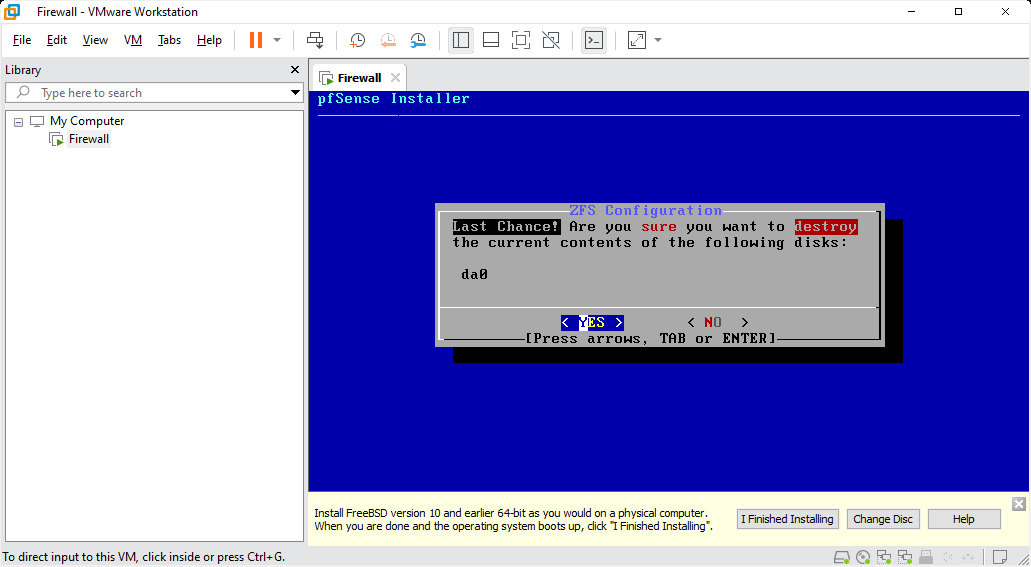 Firewall - VMware Workstation
File Edit View VM Tabs Help
Library
Type here to search
My Computer
Firewall
Firewall
pfSense Installer
ZFS Configuration
Last Chance! Are you sure you want to destroy
the current contents of the following disks:
da0
< YES > < NO >
[Press arrows, TAB or ENTER]
Install FreeBSD version 10 and earlier 64-bit as you would on a physical computer.
When you are done and the operating system boots up, click "I Finished Installing".
I Finished Installing Change Disc Help
To direct input to this VM, click inside or press Ctrl+G.